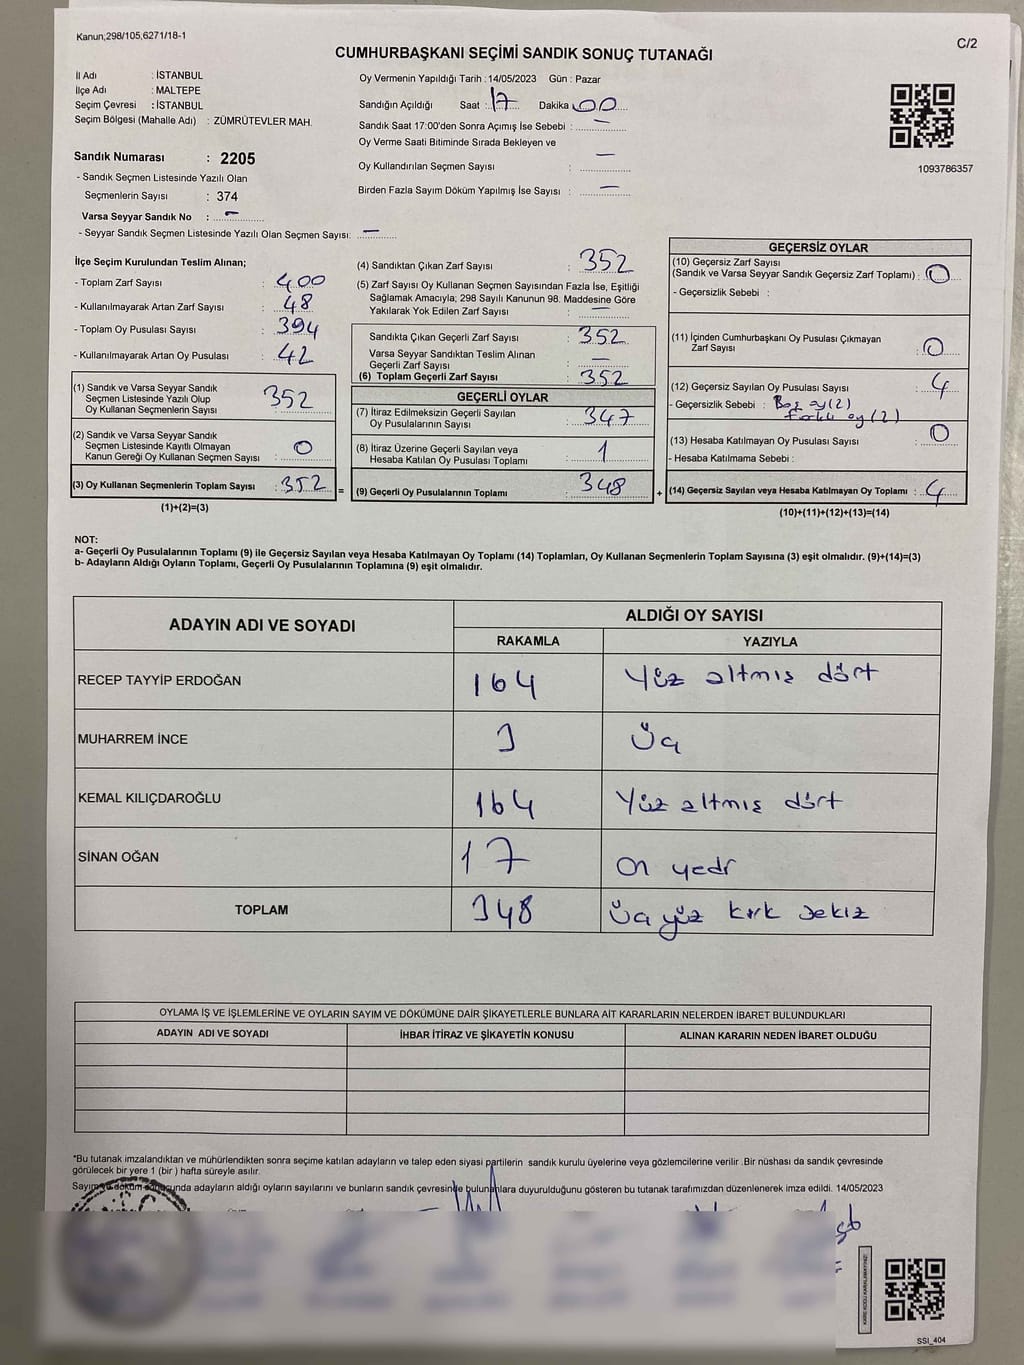 Kanun;298/105,6271/18-1
C/2
CUMHURBAŞKANI SEÇİMİ SANDIK SONUÇ TUTANAĞI
İl Adı : İSTANBUL
İlçe Adı : MALTEPE
Seçim Çevresi : İSTANBUL
Seçim Bölgesi (Mahalle Adı) : ZÜMRÜTEVLER MAH.
Sandık Numarası : 2205
- Sandık Seçmen Listesinde Yazılı Olan
Seçmenlerin Sayısı : 374
Varsa Seyyar Sandık No : –
- Seyyar Sandık Seçmen Listesinde Yazılı Olan Seçmen Sayısı: –
Oy Vermenin Yapıldığı Tarih : 14/05/2023 Gün : Pazar
Sandığın Açıldığı Saat : 17 Dakika 00
Sandık Saat 17:00'den Sonra Açımış İse Sebebi : –
Oy Verme Saati Bitiminde Sırada Bekleyen ve
Oy Kullandırılan Seçmen Sayısı : –
Birden Fazla Sayım Döküm Yapılmış İse Sayısı : –
1093786357
İlçe Seçim Kurulundan Teslim Alınan;
- Toplam Zarf Sayısı : 400
- Kullanılmayarak Artan Zarf Sayısı : 48
- Toplam Oy Pusulası Sayısı : 394
- Kullanılmayarak Artan Oy Pusulası : 42
(1) Sandık ve Varsa Seyyar Sandık
Seçmen Listesinde Yazılı Olup
Oy Kullanan Seçmenlerin Sayısı : 352
(2) Sandık ve Varsa Seyyar Sandık
Seçmen Listesinde Kayıtlı Olmayan
Kanun Gereği Oy Kullanan Seçmen Sayısı : 0
(3) Oy Kullanan Seçmenlerin Toplam Sayısı : 352 =
(1)+(2)=(3)
(4) Sandıktan Çıkan Zarf Sayısı : 352
(5) Zarf Sayısı Oy Kullanan Seçmen Sayısından Fazla İse, Eşitliği
Sağlamak Amacıyla; 298 Sayılı Kanunun 98. Maddesine Göre
Yakılarak Yok Edilen Zarf Sayısı : –
Sandıkta Çıkan Geçerli Zarf Sayısı : 352
Varsa Seyyar Sandıktan Teslim Alınan
Geçerli Zarf Sayısı : –
(6) Toplam Geçerli Zarf Sayısı : 352
GEÇERLİ OYLAR
(7) İtiraz Edilmeksizin Geçerli Sayılan
Oy Pusulalarının Sayısı : 347
(8) İtiraz Üzerine Geçerli Sayılan veya
Hesaba Katılan Oy Pusulası Toplamı : 1
(9) Geçerli Oy Pusulalarının Toplamı : 348 +
GEÇERSİZ OYLAR
(10) Geçersiz Zarf Sayısı
(Sandık ve Varsa Seyyar Sandık Geçersiz Zarf Toplamı) : 0
- Geçersizlik Sebebi :
(11) İçinden Cumhurbaşkanı Oy Pusulası Çıkmayan
Zarf Sayısı : 0
(12) Geçersiz Sayılan Oy Pusulası Sayısı : 4
- Geçersizlik Sebebi : Boş oy (2)
Farklı oy (2)
(13) Hesaba Katılmayan Oy Pusulası Sayısı : 0
- Hesaba Katılmama Sebebi :
(14) Geçersiz Sayılan veya Hesaba Katılmayan Oy Toplamı : 4
(10)+(11)+(12)+(13)=(14)
NOT:
a- Geçerli Oy Pusulalarının Toplamı (9) ile Geçersiz Sayılan veya Hesaba Katılmayan Oy Toplamı (14) Toplamları, Oy Kullanan Seçmenlerin Toplam Sayısına (3) eşit olmalıdır. (9)+(14)=(3)
b- Adayların Aldığı Oyların Toplamı, Geçerli Oy Pusulalarının Toplamına (9) eşit olmalıdır.
ADAYIN ADI VE SOYADI
ALDIĞI OY SAYISI
RAKAMLA YAZIYLA
RECEP TAYYİP ERDOĞAN 164 Yüz altmış dört
MUHARREM İNCE 3 Üç
KEMAL KILIÇDAROĞLU 164 Yüz altmış dört
SİNAN OĞAN 17 On yedi
TOPLAM 348 Üç yüz kırk sekiz
OYLAMA İŞ VE İŞLEMLERİNE VE OYLARIN SAYIM VE DÖKÜMÜNE DAİR ŞİKAYETLERLE BUNLARA AİT KARARLARIN NELERDEN İBARET BULUNDUKLARI
ADAYIN ADI VE SOYADI İHBAR İTİRAZ VE ŞİKAYETİN KONUSU ALINAN KARARIN NEDEN İBARET OLDUĞU
*Bu tutanak imzalandıktan ve mühürlendikten sonra seçime katılan adayların ve talep eden siyasi partilerin sandık kurulu üyelerine veya gözlemcilerine verilir .Bir nüshası da sandık çevresinde
görülecek bir yere 1 (bir ) hafta süreyle asılır.
Sayım ve döküm sonucunda adayların aldığı oyların sayılarını ve bunların sandık çevresinde bulunanlara duyurulduğunu gösteren bu tutanak tarafımızdan düzenlenerek imza edildi. 14/05/2023
SSI_404